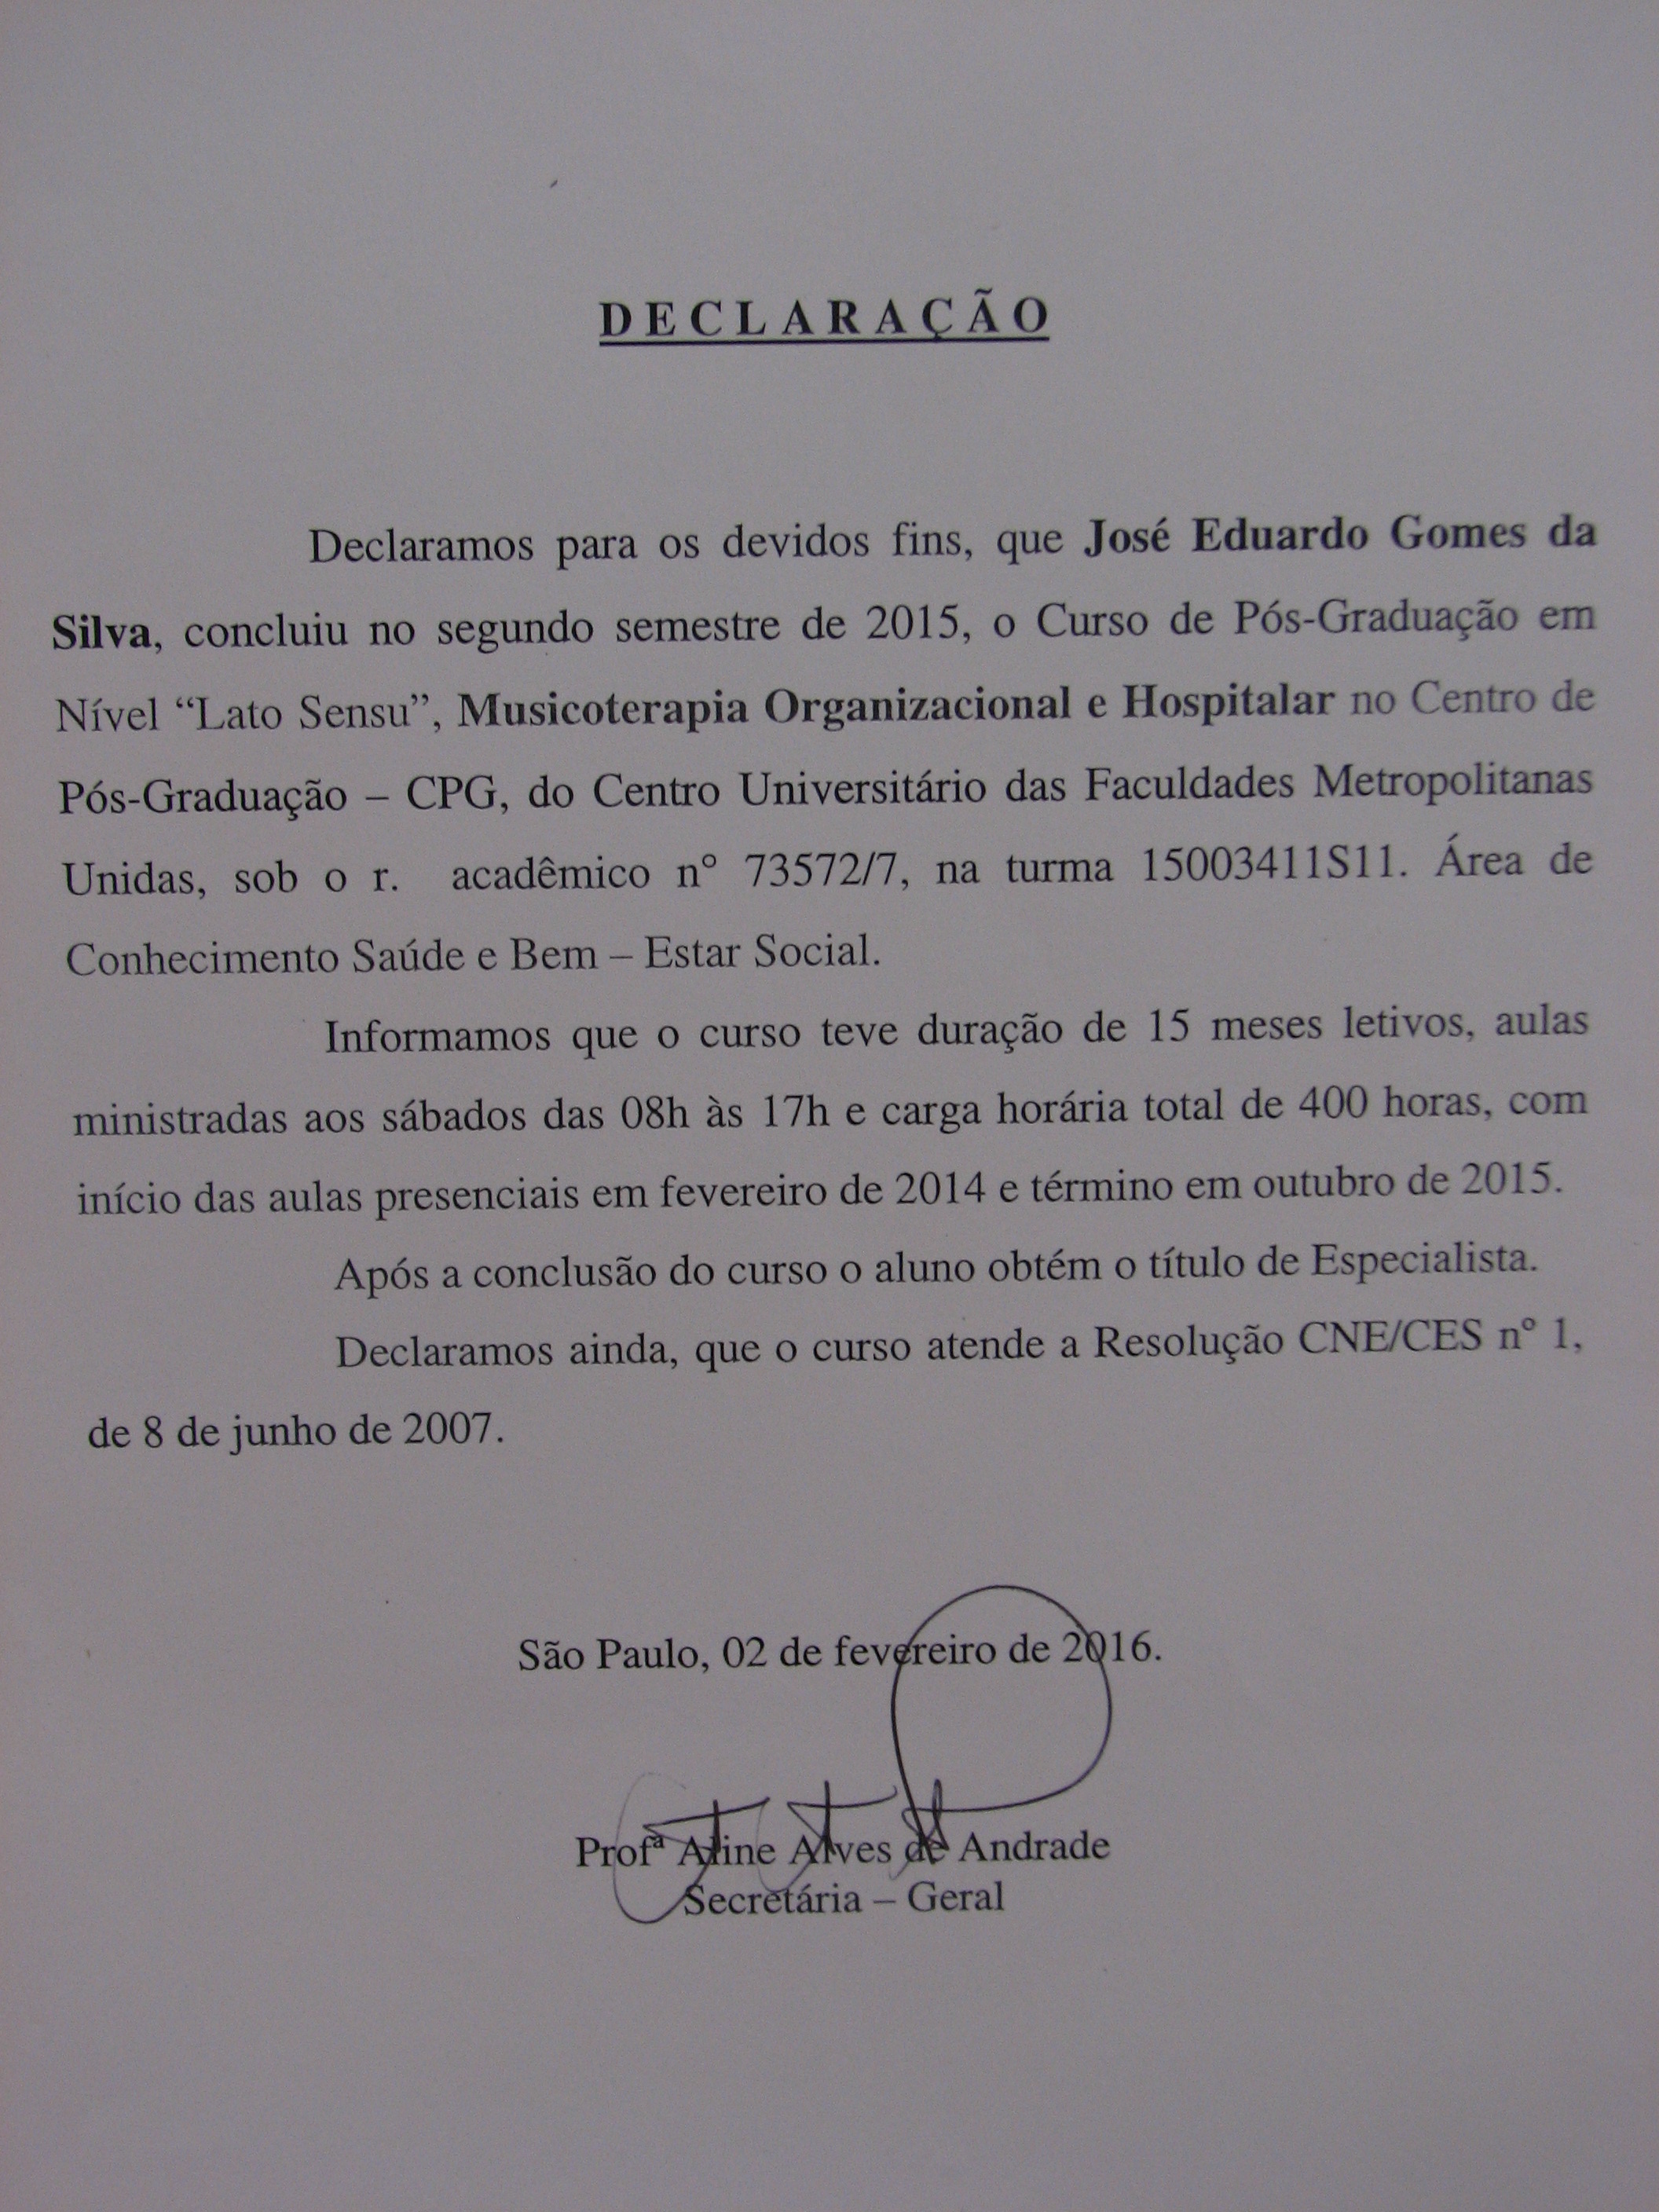 DECLARAÇÃO
Declaramos para os devidos fins, que José Eduardo Gomes da
Silva, concluiu no segundo semestre de 2015, o Curso de Pós-Graduação em
Nível “Lato Sensu”, Musicoterapia Organizacional e Hospitalar no Centro de
Pós-Graduação – CPG, do Centro Universitário das Faculdades Metropolitanas
Unidas, sob o r. acadêmico nº 73572/7, na turma 15003411S11. Área de
Conhecimento Saúde e Bem – Estar Social.
Informamos que o curso teve duração de 15 meses letivos, aulas
ministradas aos sábados das 08h às 17h e carga horária total de 400 horas, com
início das aulas presenciais em fevereiro de 2014 e término em outubro de 2015.
Após a conclusão do curso o aluno obtém o título de Especialista.
Declaramos ainda, que o curso atende a Resolução CNE/CES nº 1,
de 8 de junho de 2007.
São Paulo, 02 de fevereiro de 2016.
Profª Aline Alves de Andrade
Secretária – Geral